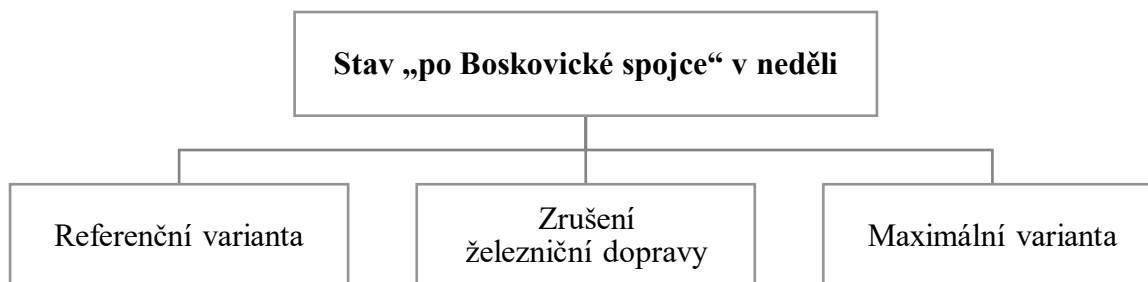 Stav „po Boskovické spojce“ v neděli
Referenční varianta
Zrušení
železniční dopravy
Maximální varianta